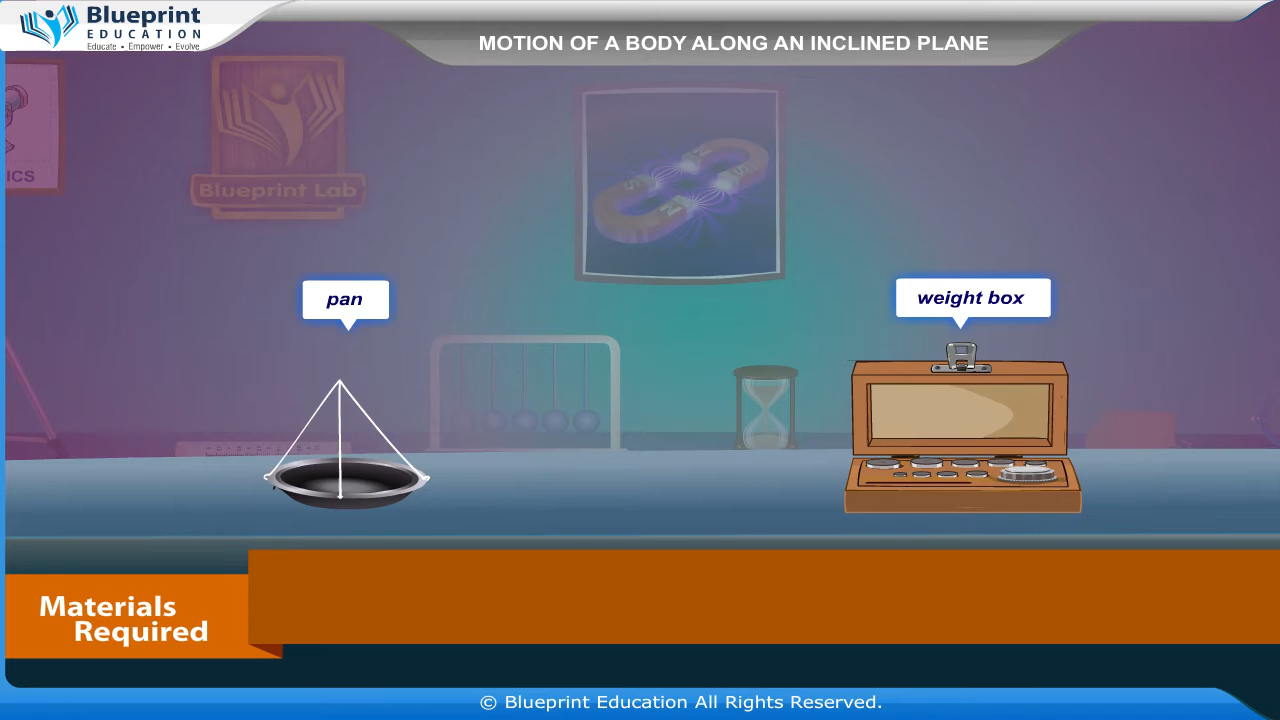 Blueprint
EDUCATION
Educate • Empower • Evolve
MOTION OF A BODY ALONG AN INCLINED PLANE
ICS
Blueprint Lab
S
N
N
S
pan
weight box
Materials
Required
© Blueprint Education All Rights Reserved.